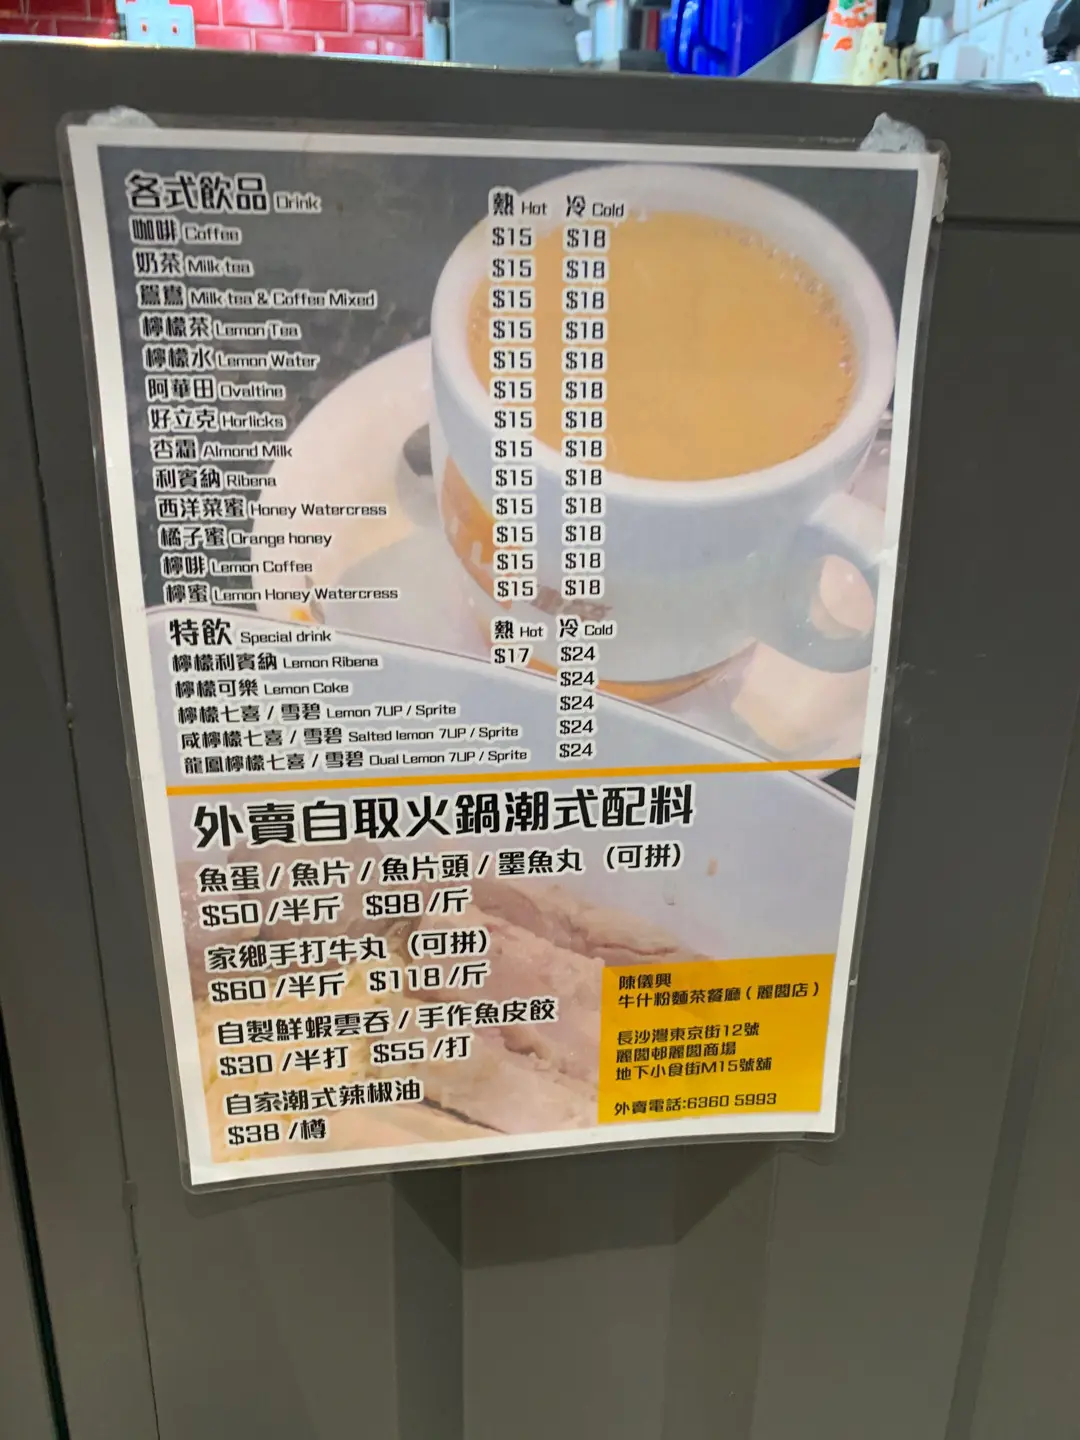 各式飲品 Drink 熱 Hot 冷 Cold
咖啡 Coffee $15 $18
奶茶 Milk tea $15 $18
鴛鴦 Milk tea & Coffee Mixed $15 $18
檸檬茶 Lemon Tea $15 $18
檸檬水 Lemon Water $15 $18
阿華田 Ovaltine $15 $18
好立克 Horlicks $15 $18
杏霜 Almond Milk $15 $18
利賓納 Ribena $15 $18
西洋菜蜜 Honey Watercress $15 $18
橘子蜜 Orange honey $15 $18
檸啡 Lemon Coffee $15 $18
檸蜜 Lemon Honey Watercress $15 $18
特飲 Special drink 熱 Hot 冷 Cold
檸檬利賓納 Lemon Ribena $17 $24
檸檬可樂 Lemon Coke $24
檸檬七喜 / 雪碧 Lemon 7UP / Sprite $24
咸檸檬七喜 / 雪碧 Salted lemon 7UP / Sprite $24
龍鳳檸檬七喜 / 雪碧 Dual Lemon 7UP / Sprite $24
外賣自取火鍋潮式配料
魚蛋 / 魚片 / 魚片頭 / 墨魚丸 (可拼)
$50 /半斤 $98 /斤
家鄉手打牛丸 (可拼)
$60 /半斤 $118 /斤
自製鮮蝦雲吞 / 手作魚皮餃
$30 /半打 $55 /打
自家潮式辣椒油
$38 /樽
陳儀興
牛什粉麵茶餐廳 ( 麗閣店 )
長沙灣東京街12號
麗閣邨麗閣商場
地下小食街M15號舖
外賣電話:6360 5993